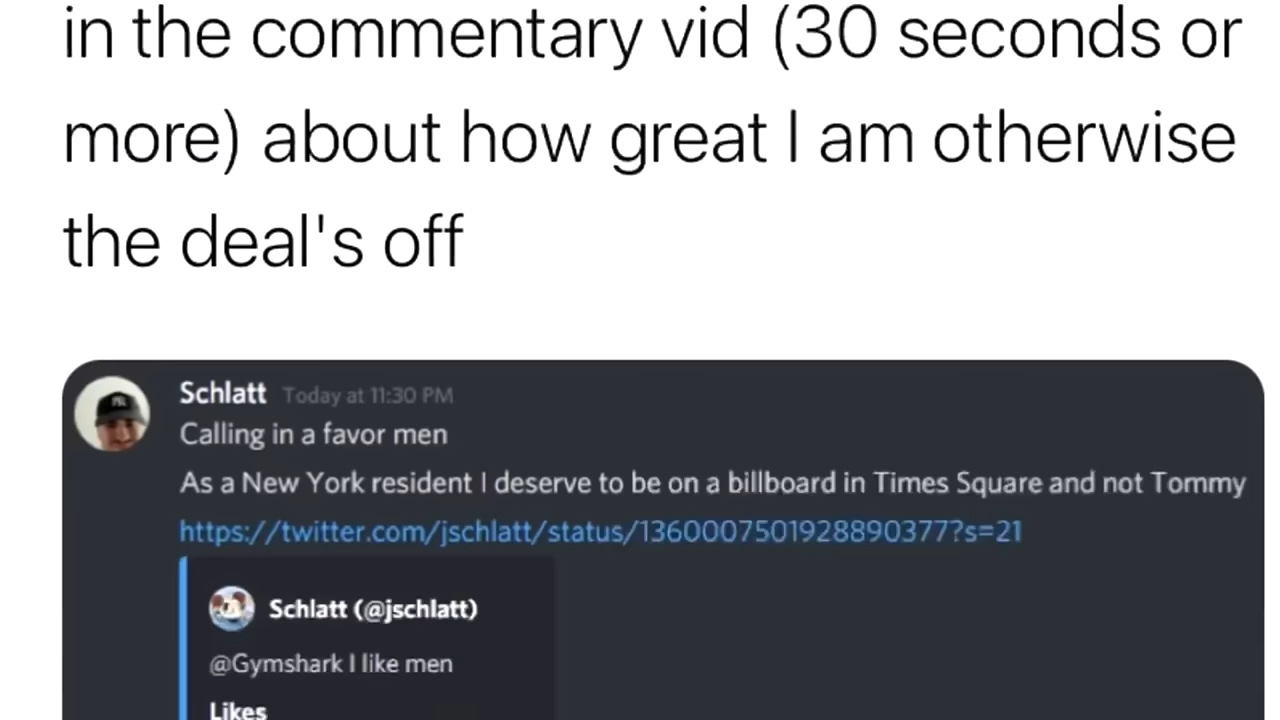 in the commentary vid (30 seconds or
more) about how great I am otherwise
the deal's off
Schlatt Today at 11:30 PM
Calling in a favor men
As a New York resident I deserve to be on a billboard in Times Square and not Tommy
https://twitter.com/jschlatt/status/1360007501928890377?s=21
Schlatt (@jschlatt)
@Gymshark I like men
Likes